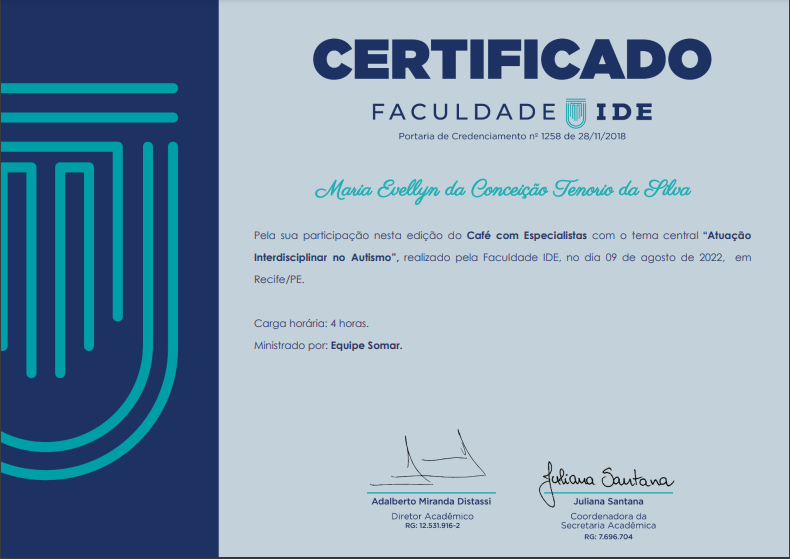 CERTIFICADO
FACULDADE IDE
Portaria de Credenciamento nº 1258 de 28/11/2018
Maria Evellyn da Conceição Tenorio da Silva
Pela sua participação nesta edição do Café com Especialistas com o tema central “Atuação
Interdisciplinar no Autismo”, realizado pela Faculdade IDE, no dia 09 de agosto de 2022, em
Recife/PE.
Carga horária: 4 horas.
Ministrado por: Equipe Somar.
Juliana Santana
Adalberto Miranda Distassi
Diretor Acadêmico
RG: 12.531.916-2
Juliana Santana
Coordenadora da
Secretaria Acadêmica
RG: 7.696.704